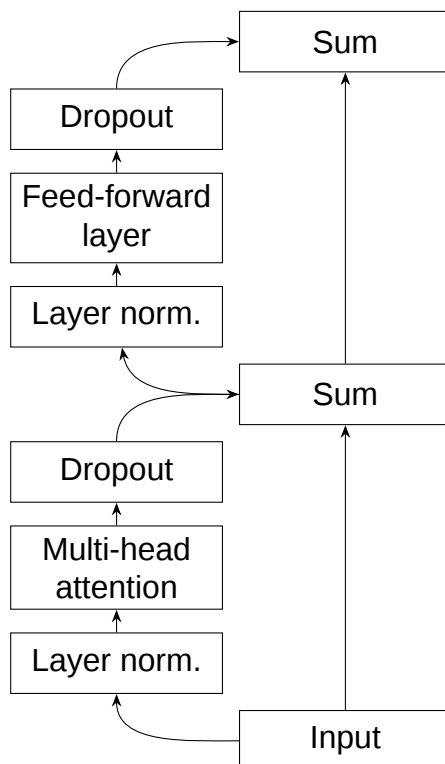 Sum
Dropout
Feed-forward
layer
Layer norm.
Sum
Dropout
Multi-head
attention
Layer norm.
Input